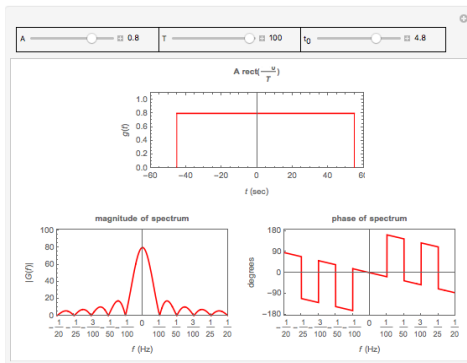 A 0.8 T 100 t0 4.8
A rect(u/T)
1.0
0.8
0.6
0.4
0.2
0.0
g(t)
-60 -40 -20 0 20 40 60
t (sec)
magnitude of spectrum
100
80
60
40
20
0
|G(f)|
-1/20 -1/25 -3/100 -1/50 -1/100 0 1/100 1/50 3/100 1/25 1/20
f (Hz)
phase of spectrum
180
90
0
-90
-180
degrees
-1/20 -1/25 -3/100 -1/50 -1/100 0 1/100 1/50 3/100 1/25 1/20
f (Hz)